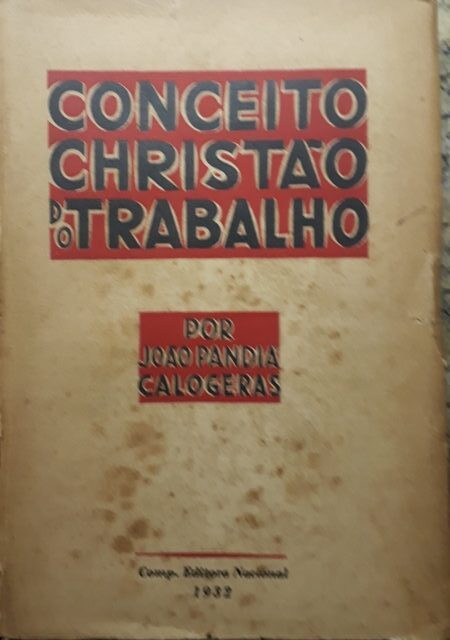 CONCEITO
CHRISTÃO
DO TRABALHO
POR
JOÃO PANDIÁ
CALOGERAS
Comp. Editora Nacional
1932